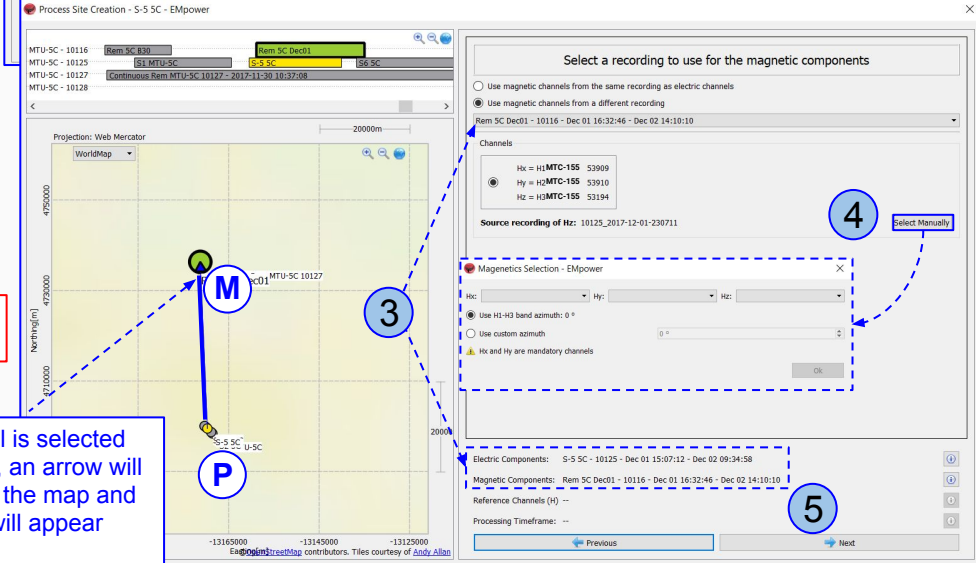 Process Site Creation - S-5 5C - EMpower
MTU-5C - 10116
Rem 5C B30
Rem 5C Dec01
MTU-5C - 10125
S1 MTU-5C
S-5 5C
S6 5C
MTU-5C - 10127
Continuous Rem MTU-5C 10127 - 2017-11-30 10:37:08
MTU-5C - 10128
Projection: Web Mercator
20000m
WorldMap
4750000
4730000
4710000
Northing[m]
MTU-5C 10127
ec01
M
S-5 5C
U-5C
P
2000
-13165000
-13145000
-13125000
Easting[m]
OpenStreetMap contributors. Tiles courtesy of Andy Allan
l is selected
, an arrow will
the map and
will appear
3
Select a recording to use for the magnetic components
Use magnetic channels from the same recording as electric channels
Use magnetic channels from a different recording
Rem 5C Dec01 - 10116 - Dec 01 16:32:46 - Dec 02 14:10:10
Channels
Hx = H1 MTC-155 53909
Hy = H2 MTC-155 53910
Hz = H3 MTC-155 53194
Source recording of Hz: 10125_2017-12-01-230711
4
Select Manually
Magenetics Selection - EMpower
Hx:
Hy:
Hz:
Use H1-H3 band azimuth: 0 º
Use custom azimuth
0 º
Hx and Hy are mandatory channels
Ok
Electric Components: S-5 5C - 10125 - Dec 01 15:07:12 - Dec 02 09:34:58
Magnetic Components: Rem 5C Dec01 - 10116 - Dec 01 16:32:46 - Dec 02 14:10:10
Reference Channels (H) --
Processing Timeframe: --
5
Previous
Next